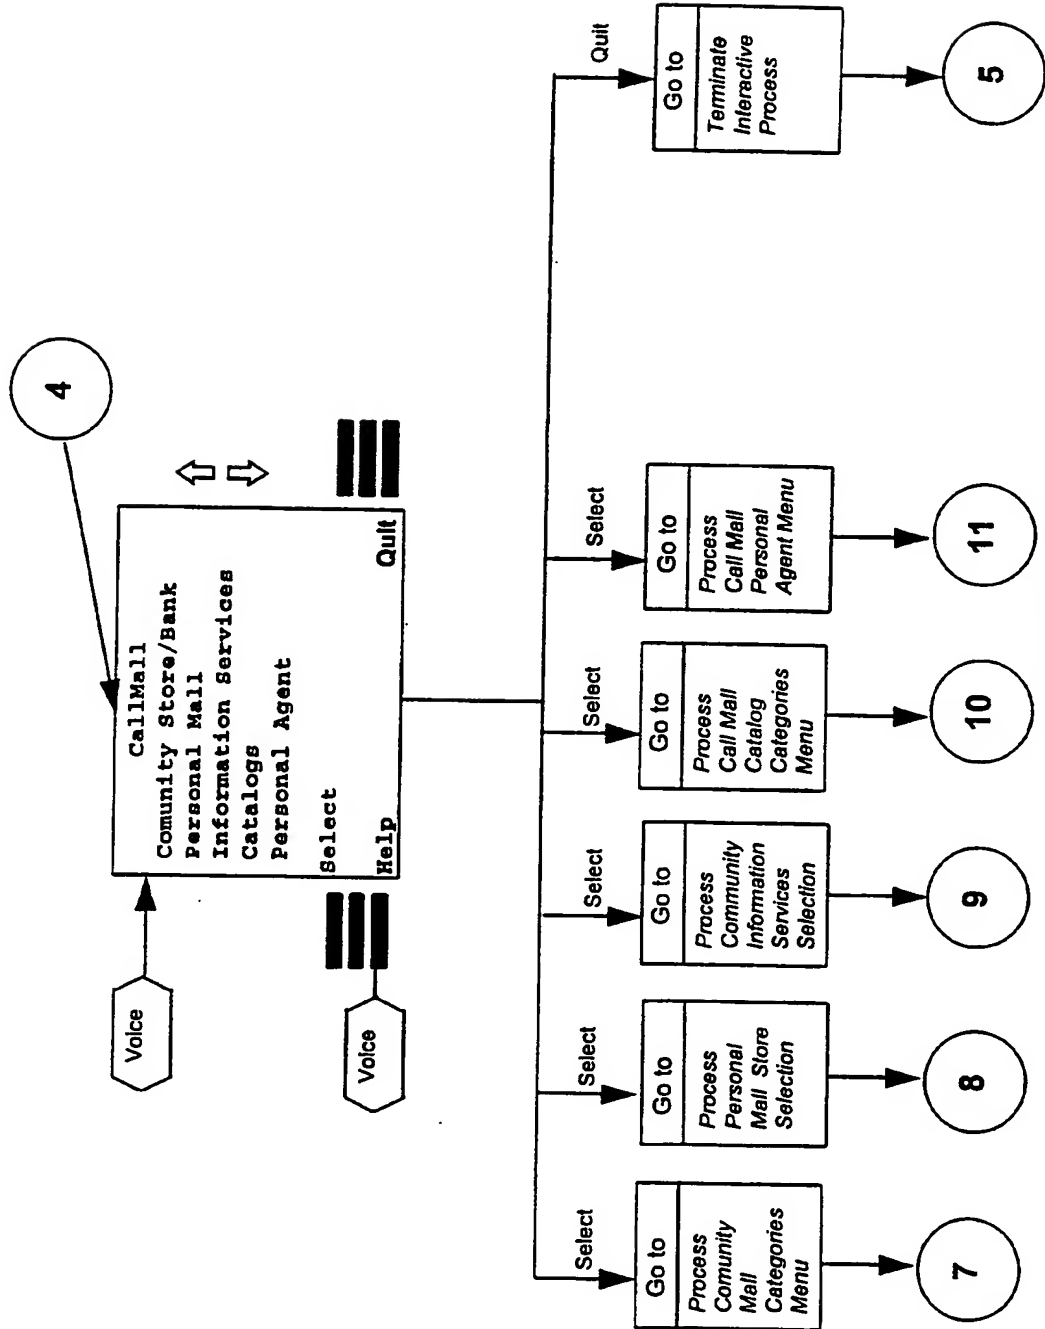 4
Voice
CallMall
Comunity Store/Bank
Personal Mall
Information Services
Catalogs
Personal Agent
Select
Help
Quit
Voice
Select
Select
Select
Select
Select
Quit
Go to
Process
Comunity
Mall
Categories
Menu
Go to
Process
Personal
Mall Store
Selection
Go to
Process
Community
Information
Services
Selection
Go to
Process
Call Mall
Catalog
Categories
Menu
Go to
Process
Call Mall
Personal
Agent Menu
Go to
Terminate
Interactive
Process
7
8
9
10
11
5